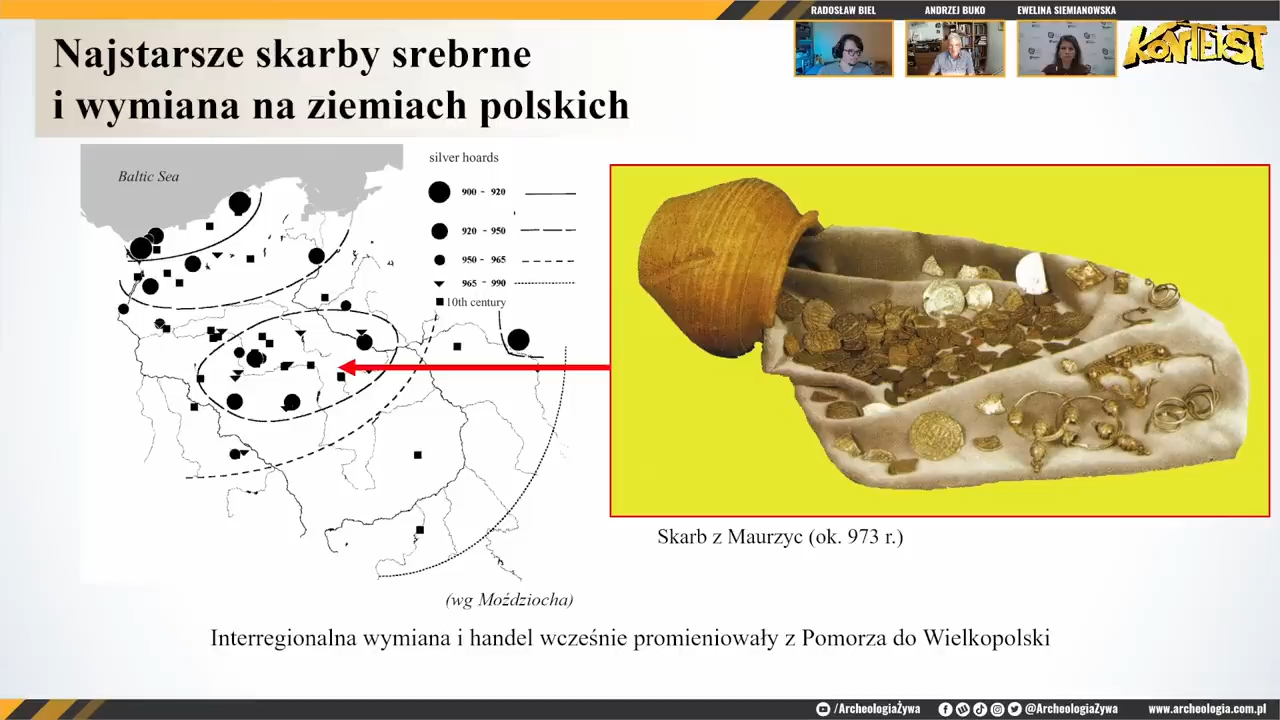 RADOSŁAW BIEL
ANDRZEJ BUKO
EWELINA SIEMIANOWSKA
KONTEKST
Najstarsze skarby srebrne
i wymiana na ziemiach polskich
Baltic Sea
silver hoards
900 - 920
920 - 950
950 - 965
965 - 990
10th century
Skarb z Maurzyc (ok. 973 r.)
(wg Moździocha)
Interregionalna wymiana i handel wcześnie promieniowały z Pomorza do Wielkopolski
/ArcheologiaŻywa
@ArcheologiaŻywa
www.archeologia.com.pl